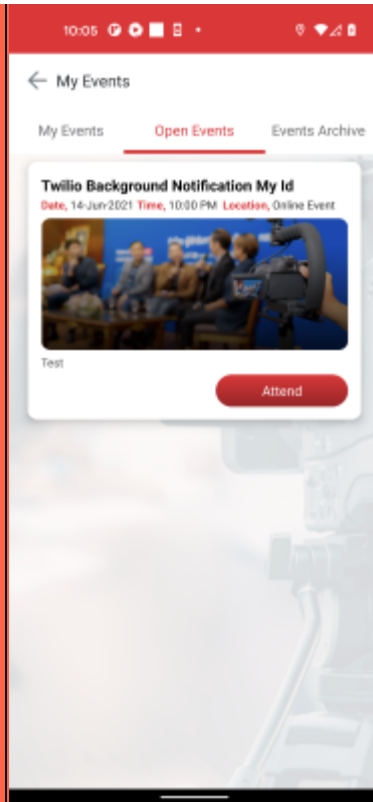 10:05
My Events
My Events Open Events Events Archive
Twilio Background Notification My Id
Date, 14-Jun-2021 Time, 10:00 PM Location, Online Event
Test
Attend